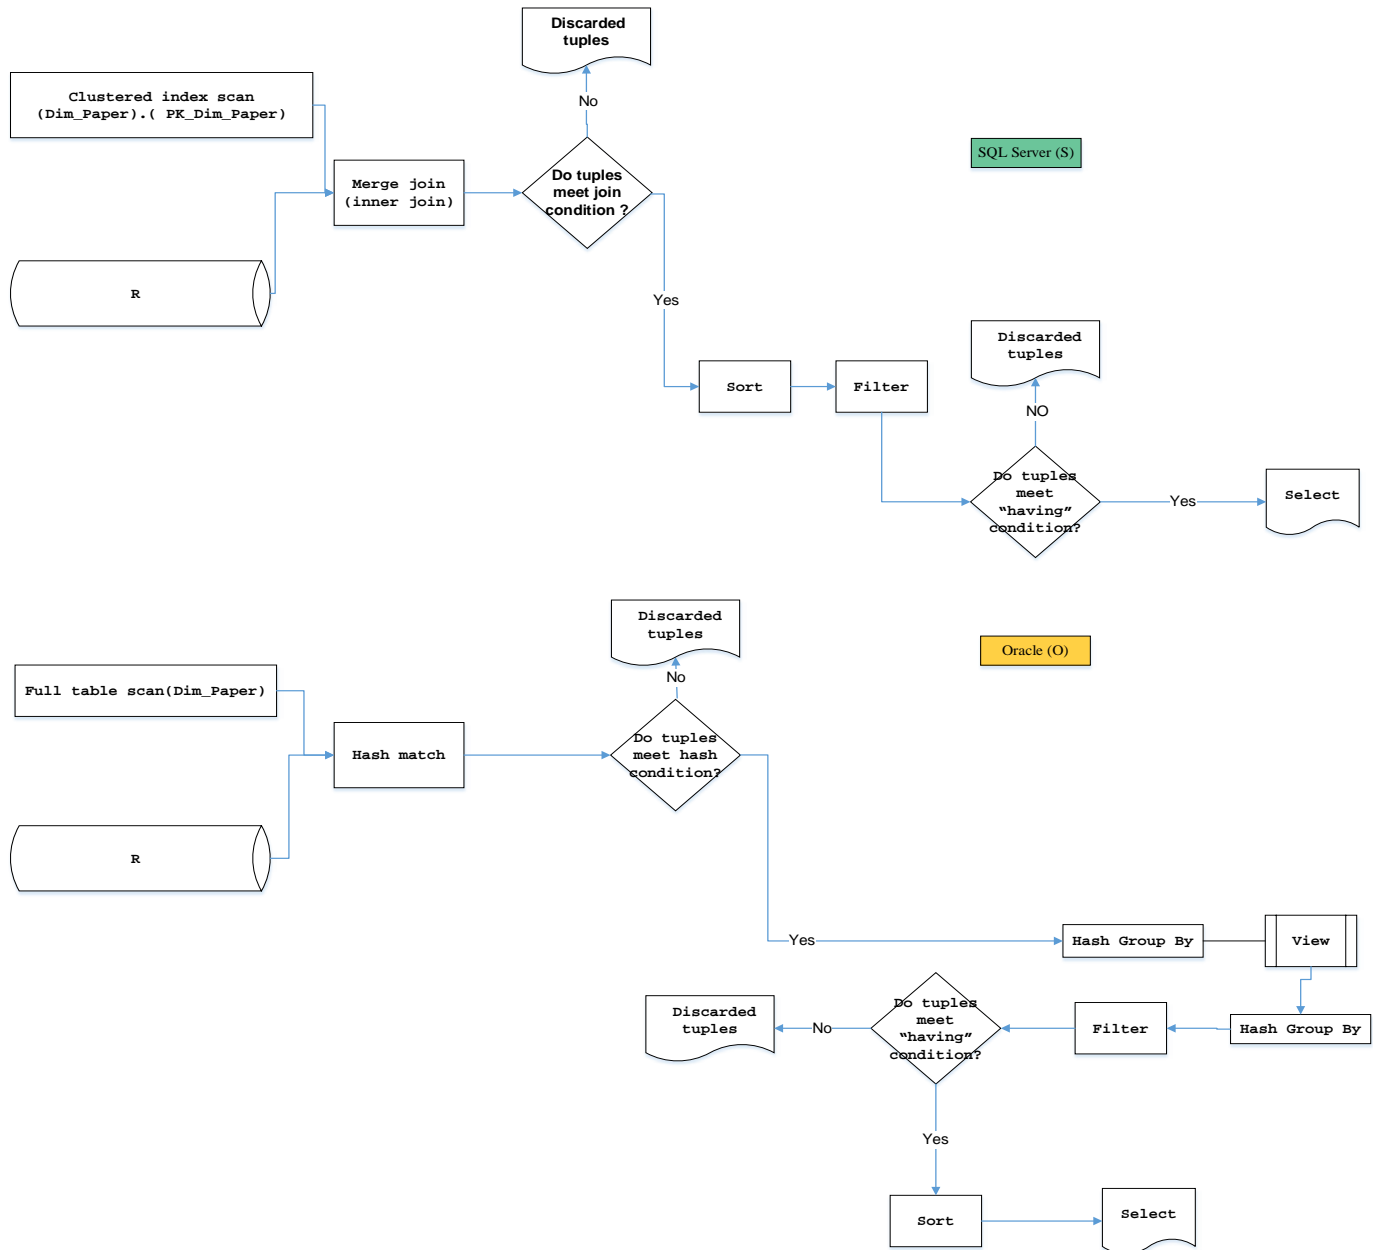 Discarded
tuples
No
Clustered index scan
(Dim_Paper).( PK_Dim_Paper)
SQL Server (S)
Merge join
(inner join)
Do tuples
meet join
condition ?
R
Yes
Discarded
tuples
Sort
Filter
NO
Do tuples
meet
“having”
condition?
Yes
Select
Discarded
tuples
Oracle (O)
No
Full table scan(Dim_Paper)
Hash match
Do tuples
meet hash
condition?
R
Yes
Hash Group By
View
Discarded
tuples
No
Do tuples
meet
“having”
condition?
Filter
Hash Group By
Yes
Sort
Select